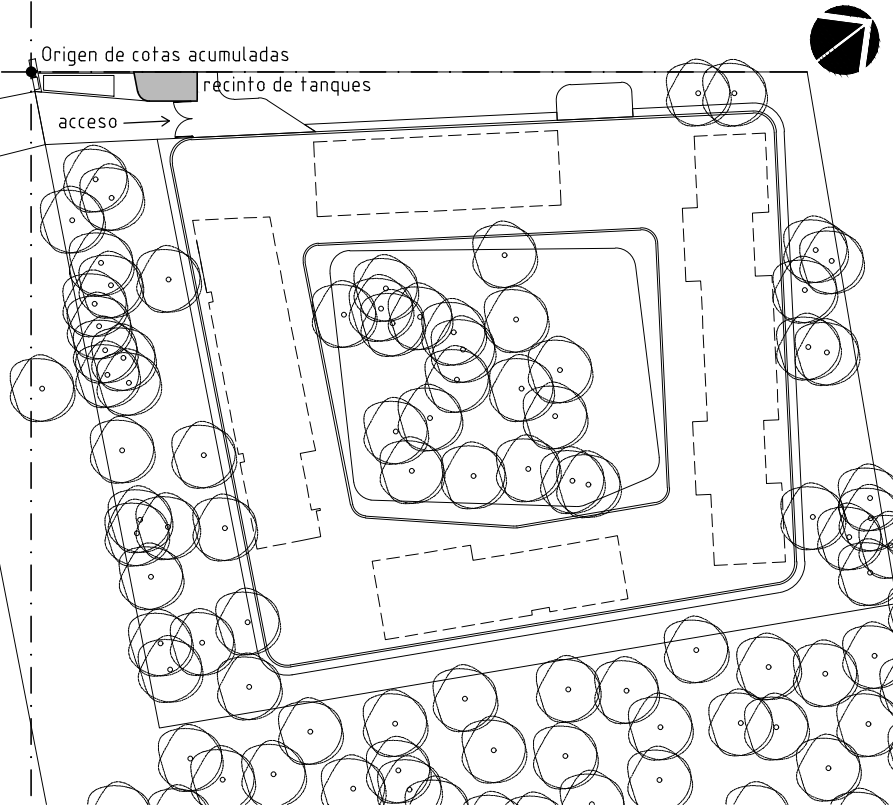 Origen de cotas acumuladas
recinto de tanques
acceso